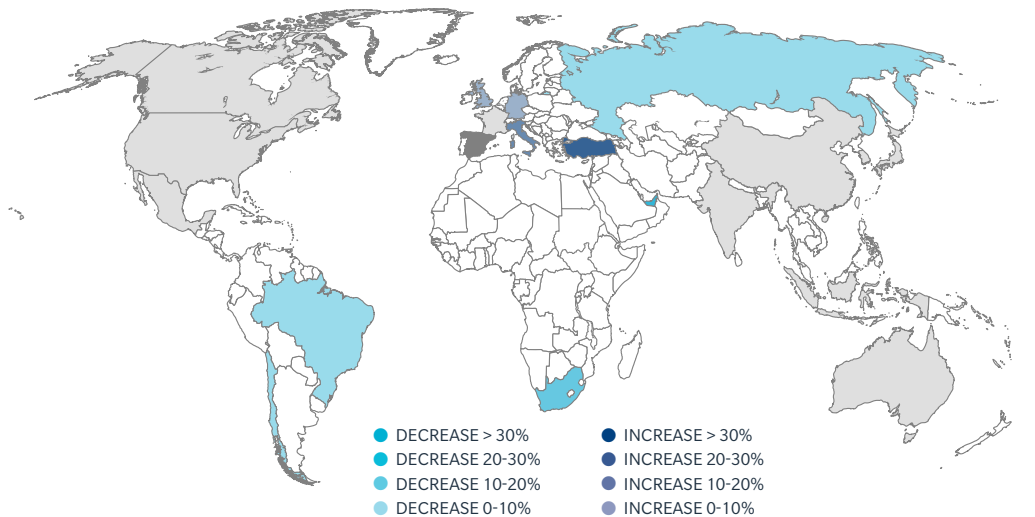 DECREASE > 30%
DECREASE 20-30%
DECREASE 10-20%
DECREASE 0-10%
INCREASE > 30%
INCREASE 20-30%
INCREASE 10-20%
INCREASE 0-10%